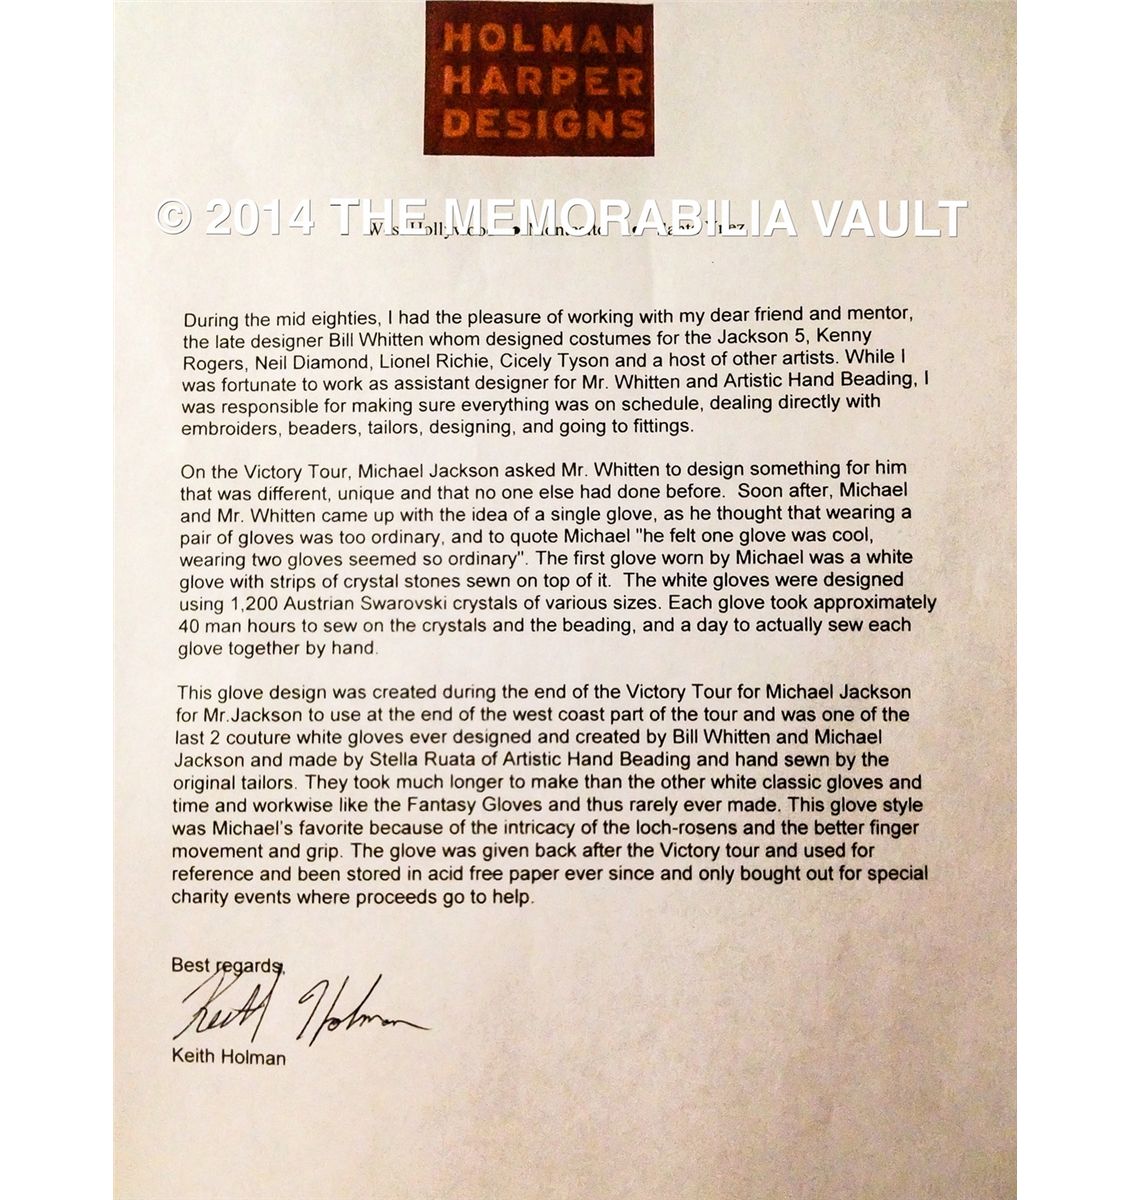 HOLMAN
HARPER
DESIGNS
© 2014 THE MEMORABILIA VAULT
West Hollywood • Montecito • Santa Ynez
During the mid eighties, I had the pleasure of working with my dear friend and mentor,
the late designer Bill Whitten whom designed costumes for the Jackson 5, Kenny
Rogers, Neil Diamond, Lionel Richie, Cicely Tyson and a host of other artists. While I
was fortunate to work as assistant designer for Mr. Whitten and Artistic Hand Beading, I
was responsible for making sure everything was on schedule, dealing directly with
embroiders, beaders, tailors, designing, and going to fittings.
On the Victory Tour, Michael Jackson asked Mr. Whitten to design something for him
that was different, unique and that no one else had done before. Soon after, Michael
and Mr. Whitten came up with the idea of a single glove, as he thought that wearing a
pair of gloves was too ordinary, and to quote Michael "he felt one glove was cool,
wearing two gloves seemed so ordinary". The first glove worn by Michael was a white
glove with strips of crystal stones sewn on top of it. The white gloves were designed
using 1,200 Austrian Swarovski crystals of various sizes. Each glove took approximately
40 man hours to sew on the crystals and the beading, and a day to actually sew each
glove together by hand.
This glove design was created during the end of the Victory Tour for Michael Jackson
for Mr.Jackson to use at the end of the west coast part of the tour and was one of the
last 2 couture white gloves ever designed and created by Bill Whitten and Michael
Jackson and made by Stella Ruata of Artistic Hand Beading and hand sewn by the
original tailors. They took much longer to make than the other white classic gloves and
time and workwise like the Fantasy Gloves and thus rarely ever made. This glove style
was Michael's favorite because of the intricacy of the loch-rosens and the better finger
movement and grip. The glove was given back after the Victory tour and used for
reference and been stored in acid free paper ever since and only bought out for special
charity events where proceeds go to help.
Best regards,
Keith Holman
Keith Holman